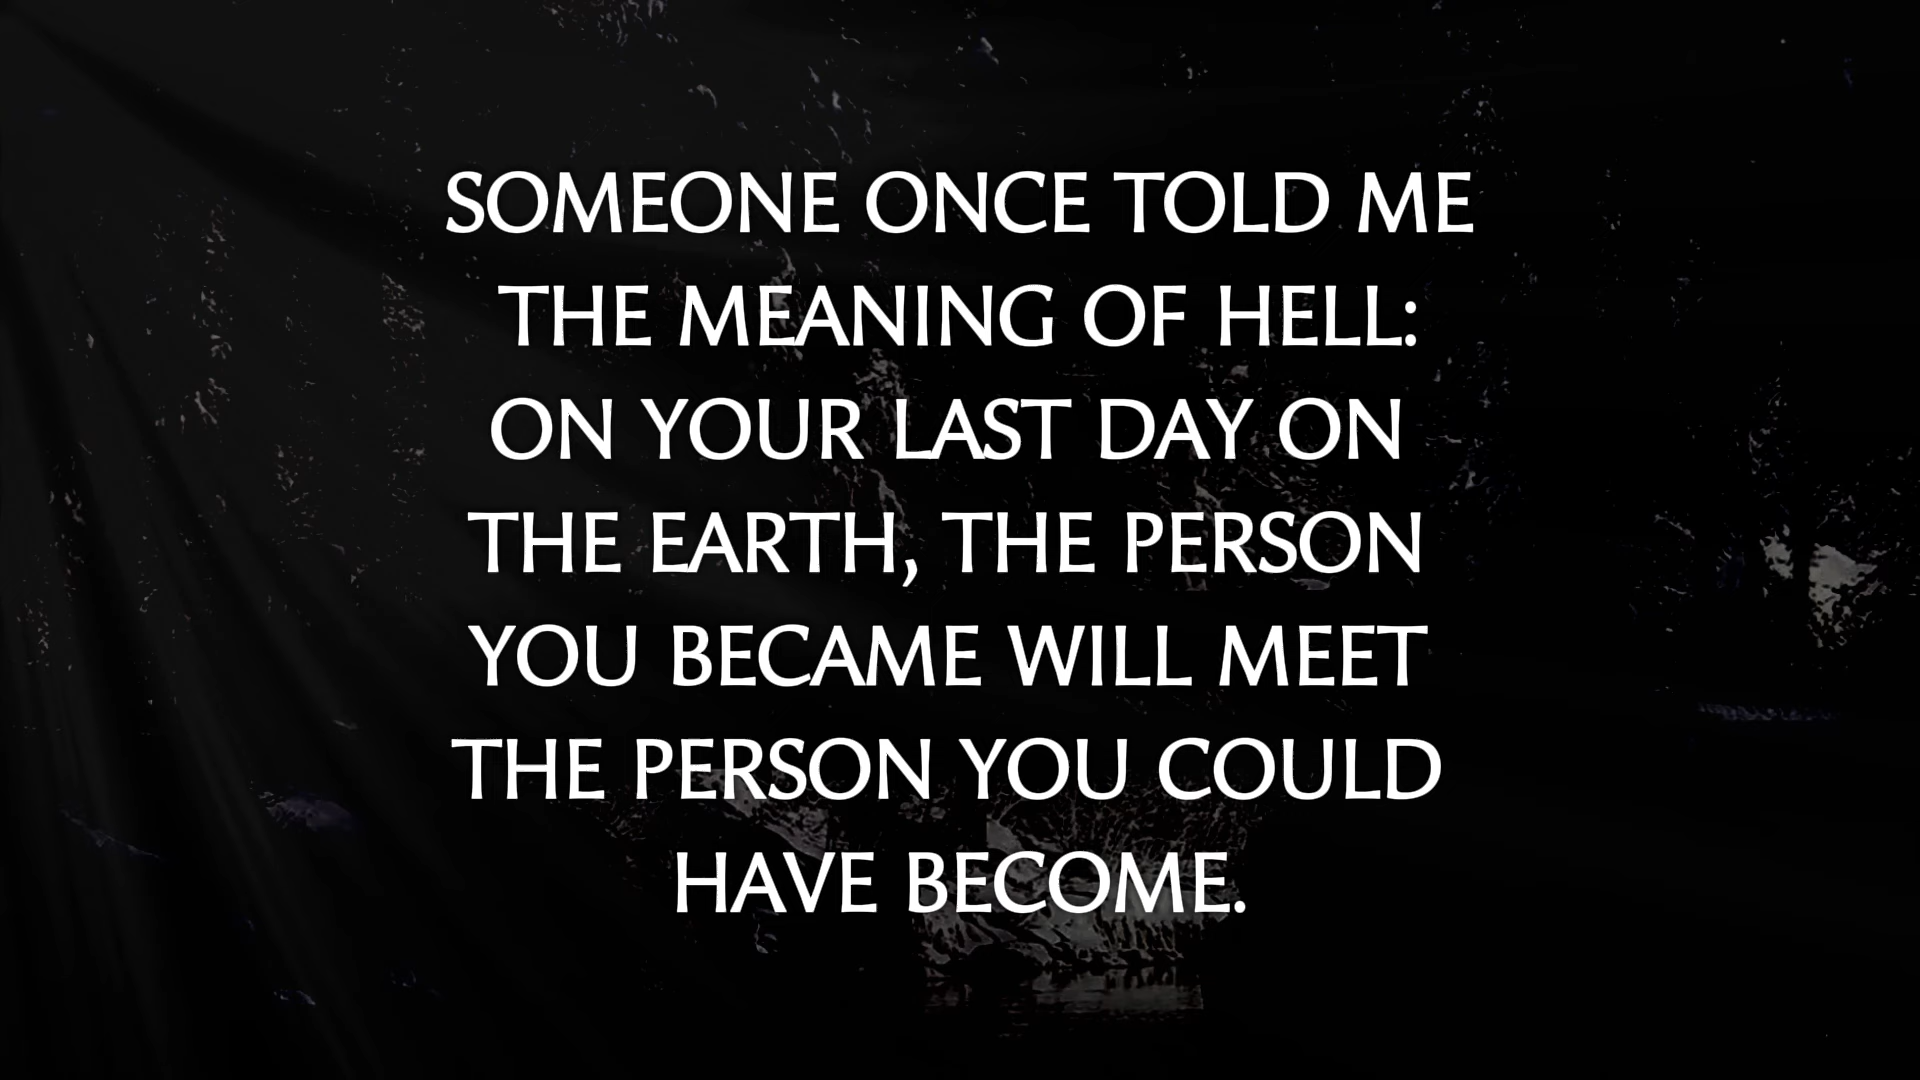 SOMEONE ONCE TOLD ME
THE MEANING OF HELL:
ON YOUR LAST DAY ON
THE EARTH, THE PERSON
YOU BECAME WILL MEET
THE PERSON YOU COULD
HAVE BECOME.